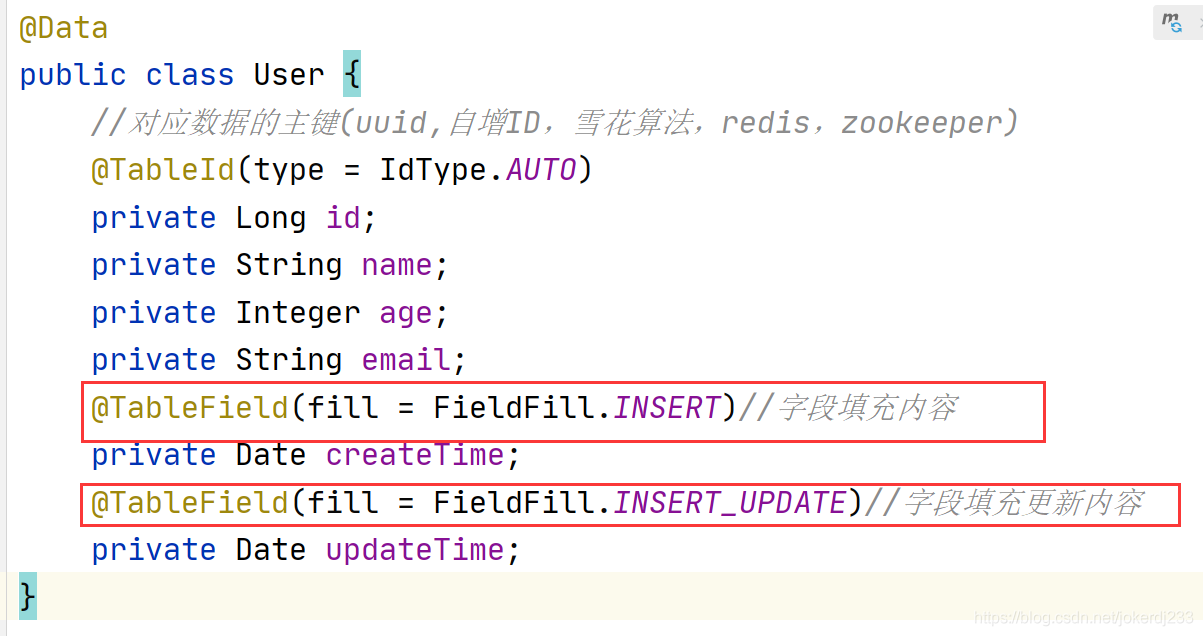 @Data
public class User {
//对应数据的主键(uuid,自增ID，雪花算法，redis，zookeeper)
@TableId(type = IdType.AUTO)
private Long id;
private String name;
private Integer age;
private String email;
@TableField(fill = FieldFill.INSERT)//字段填充内容
private Date createTime;
@TableField(fill = FieldFill.INSERT_UPDATE)//字段填充更新内容
private Date updateTime;
}
https://blog.csdn.net/jokerdj233